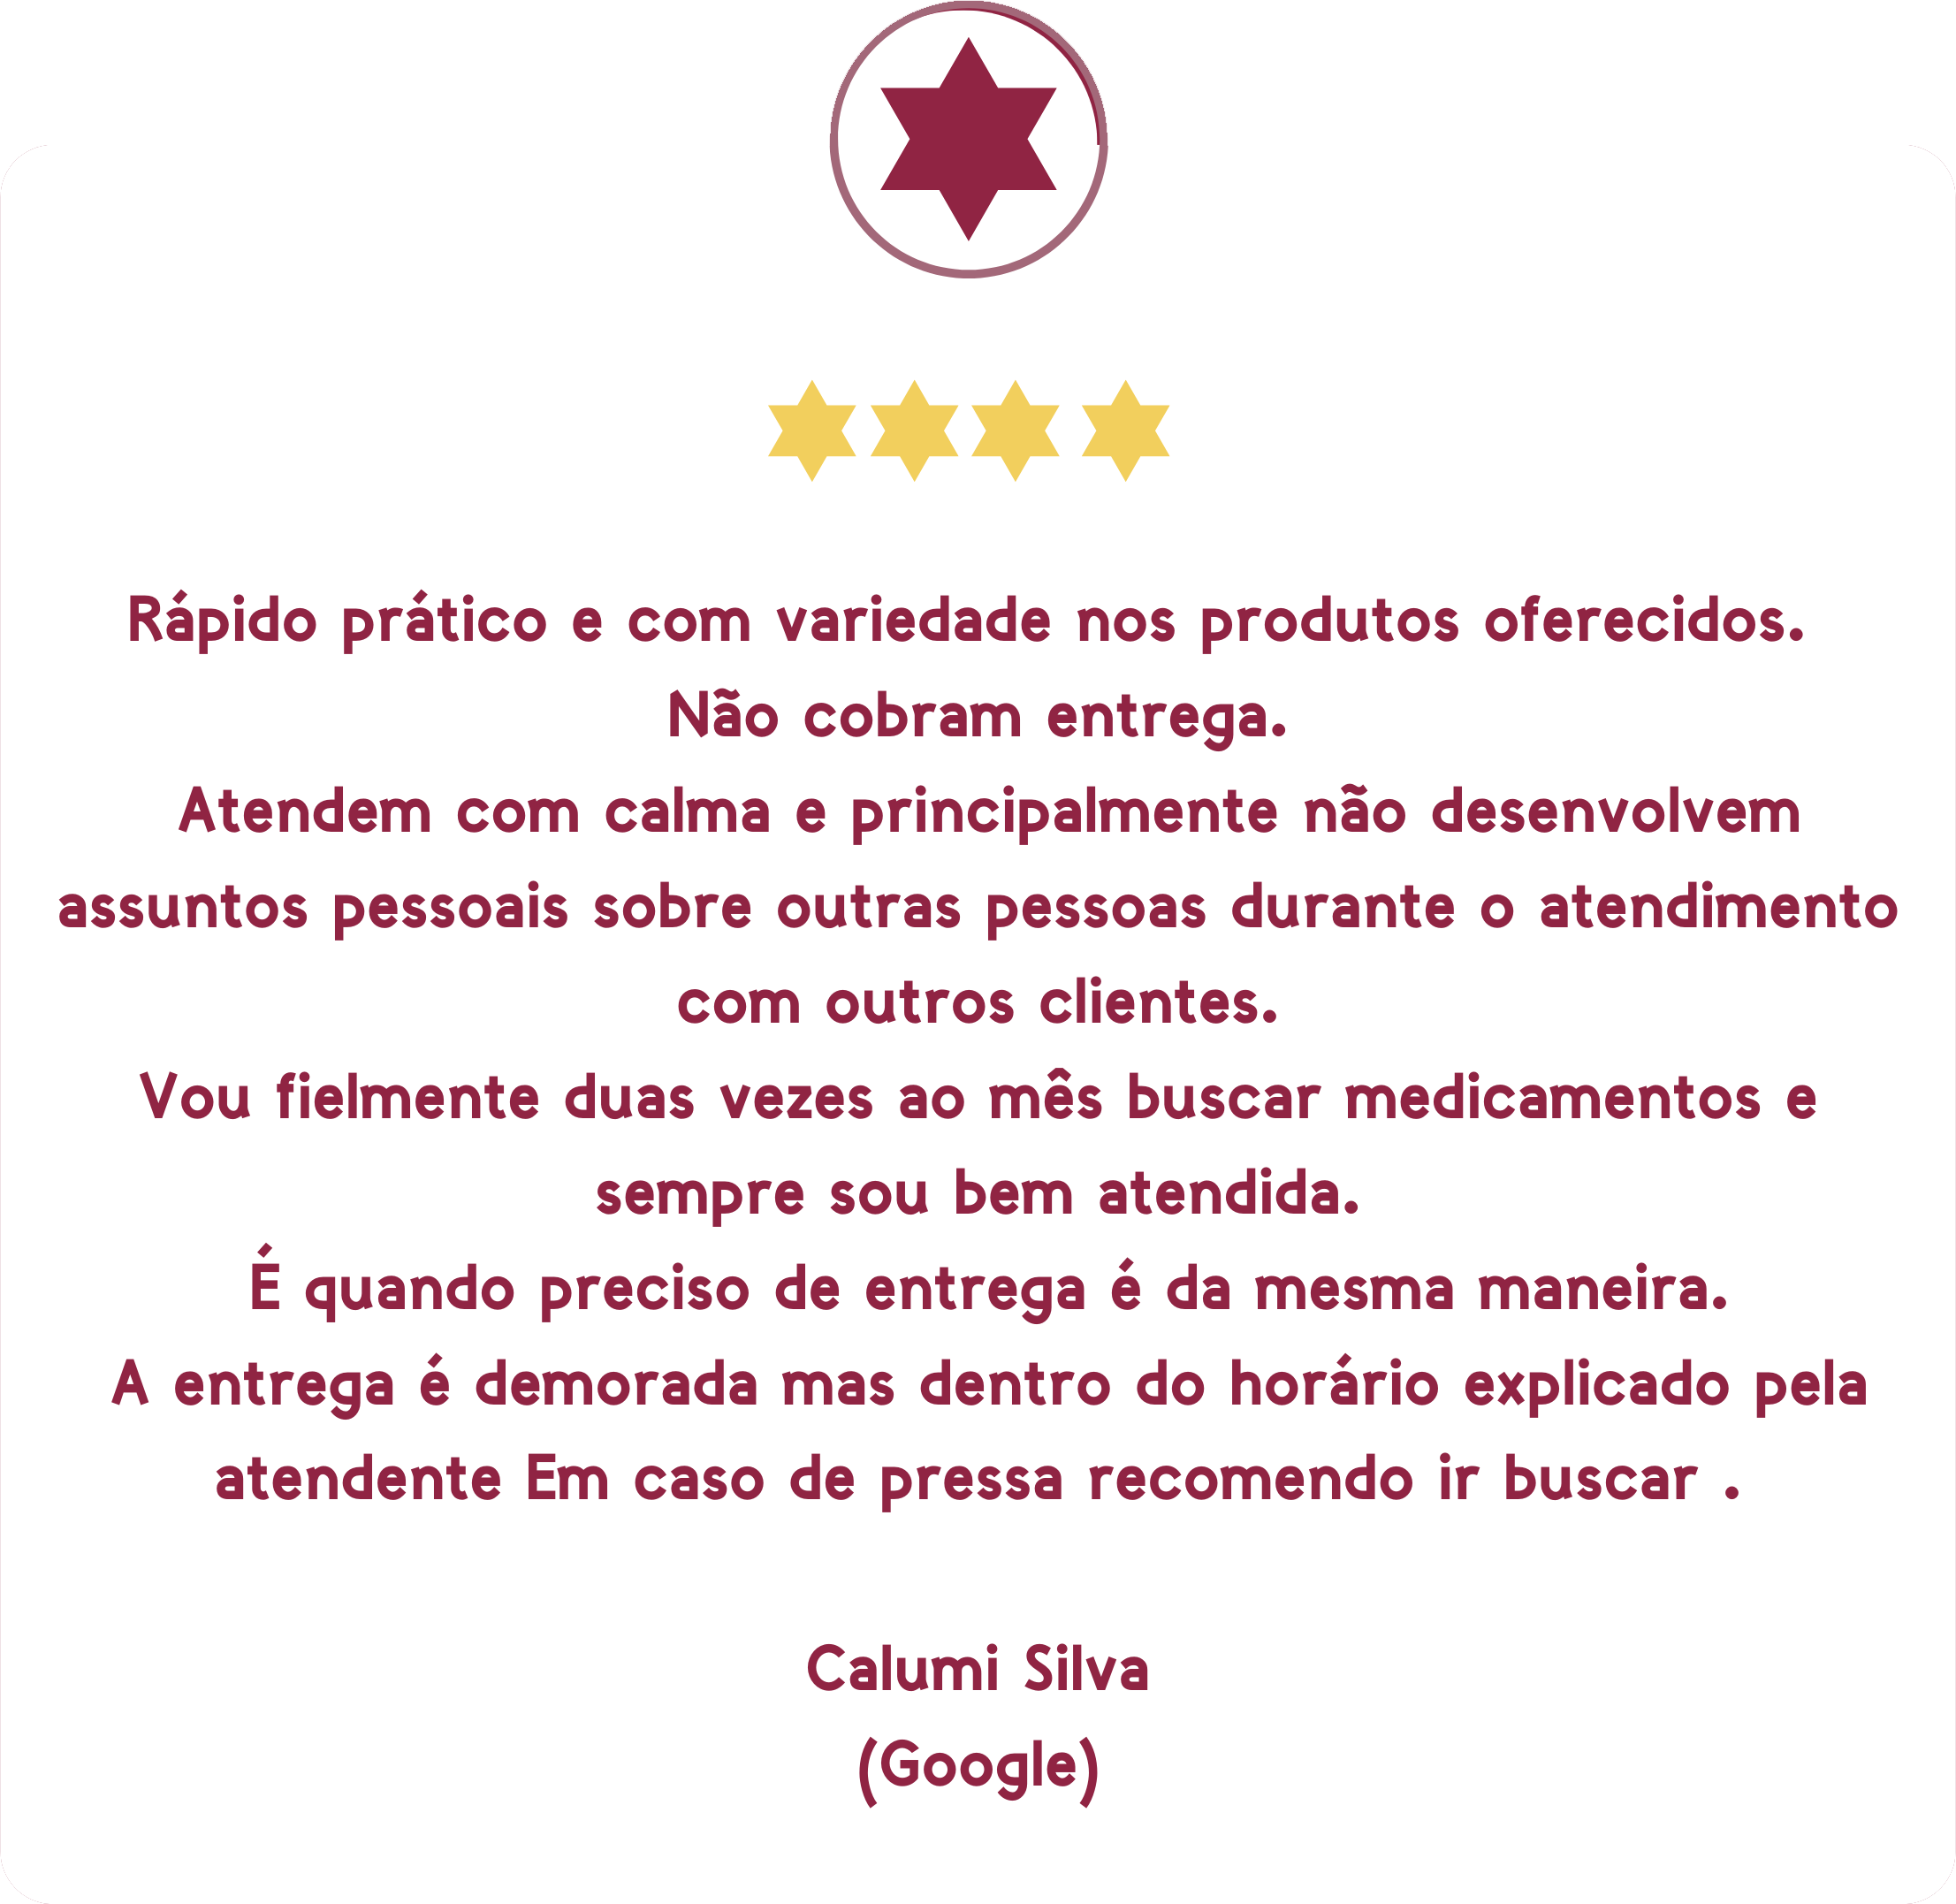 Rápido prático e com variedade nos produtos oferecidos.
Não cobram entrega.
Atendem com calma e principalmente não desenvolvem
assuntos pessoais sobre outras pessoas durante o atendimento
com outros clientes.
Vou fielmente duas vezes ao mês buscar medicamentos e
sempre sou bem atendida.
É quando preciso de entrega é da mesma maneira.
A entrega é demorada mas dentro do horário explicado pela
atendente Em caso de pressa recomendo ir buscar .
Calumi Silva
(Google)